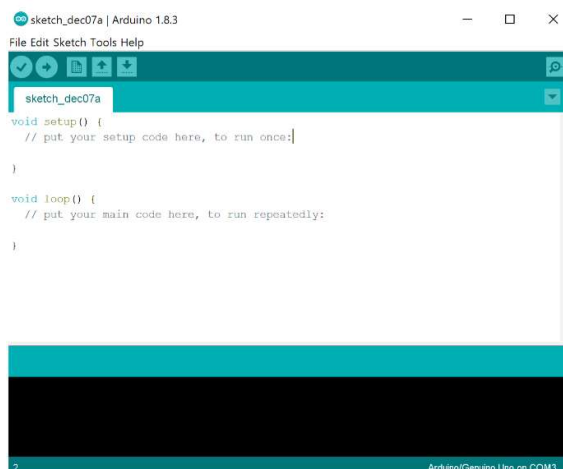 sketch_dec07a | Arduino 1.8.3
File Edit Sketch Tools Help
sketch_dec07a
void setup() {
  // put your setup code here, to run once:
}
void loop() {
  // put your main code here, to run repeatedly:
}
2
Arduino/Genuino Uno on COM3